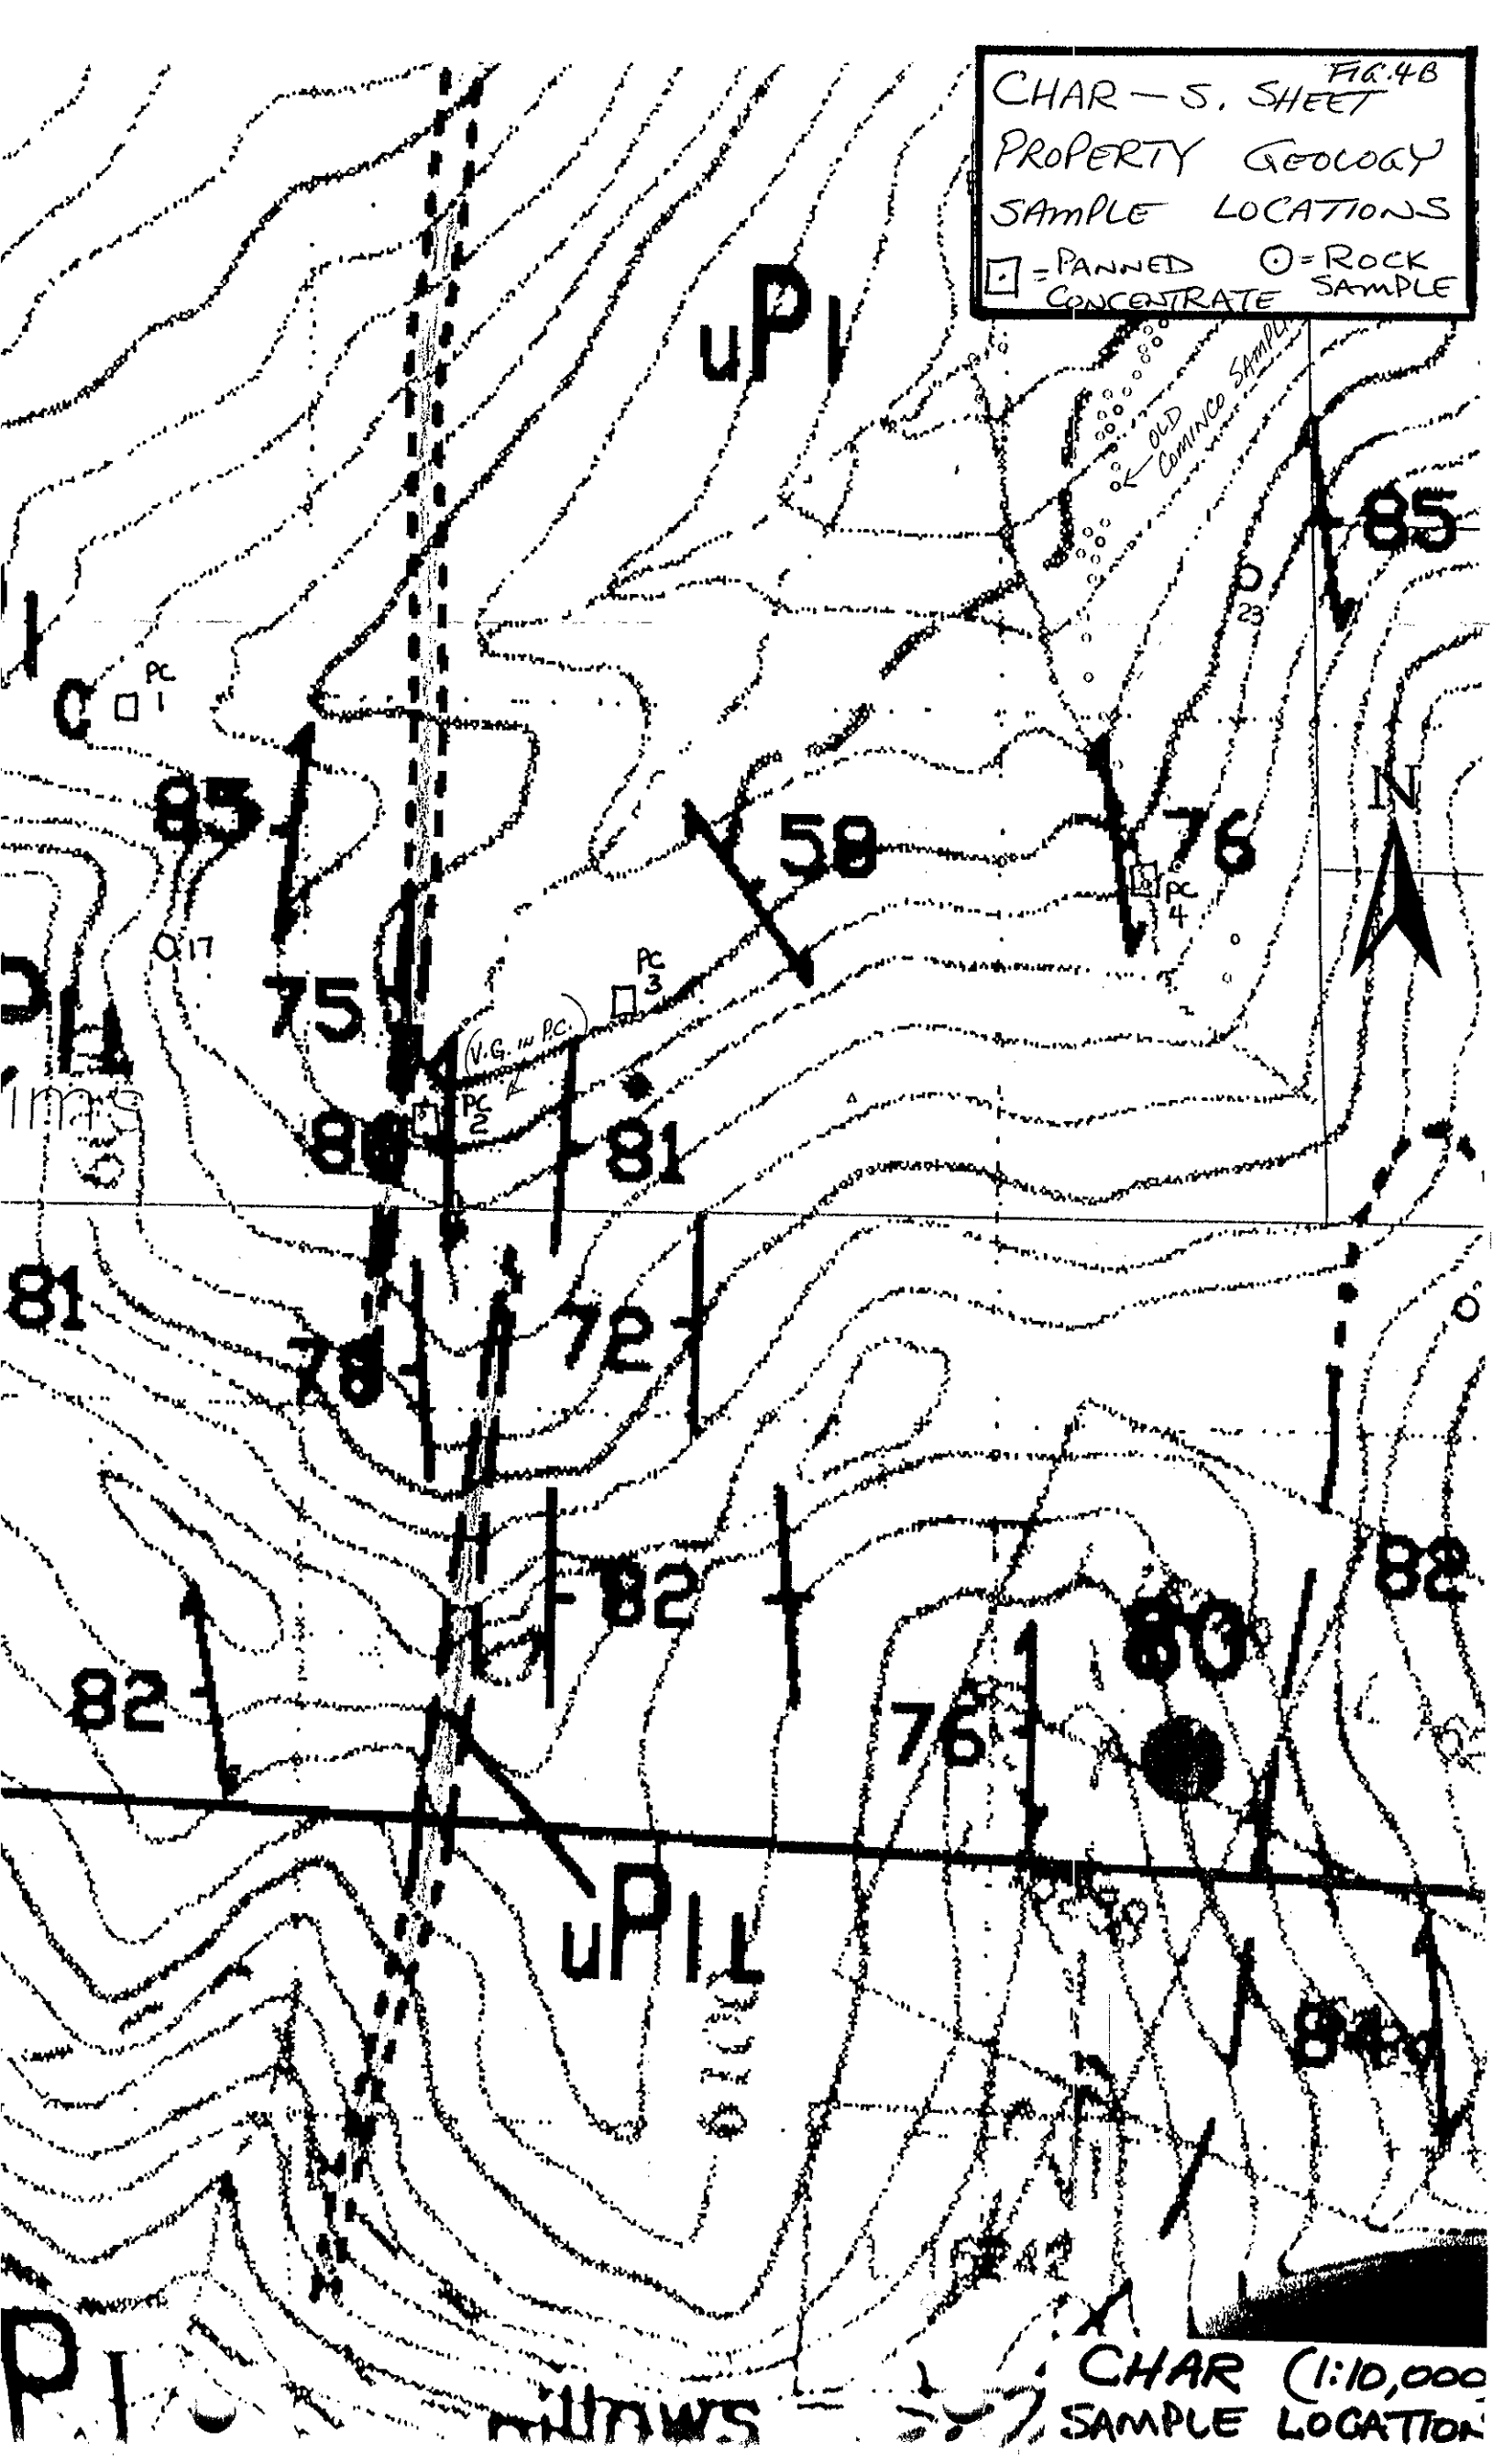 FIG. 4B
CHAR — S. SHEET
PROPERTY GEOLOGY
SAMPLE LOCATIONS
= PANNED CONCENTRATE
= ROCK SAMPLE
uPl
OLD
COMINCO
85
23
PC
1
c
N
85
58
76
PC
4
17
PC
3
75
(V.G. IN P.C.)
PC
2
81
81
72
78
82
82
80
82
76
uPlL
84
Pl
CHAR (1:10,000
SAMPLE LOCATION